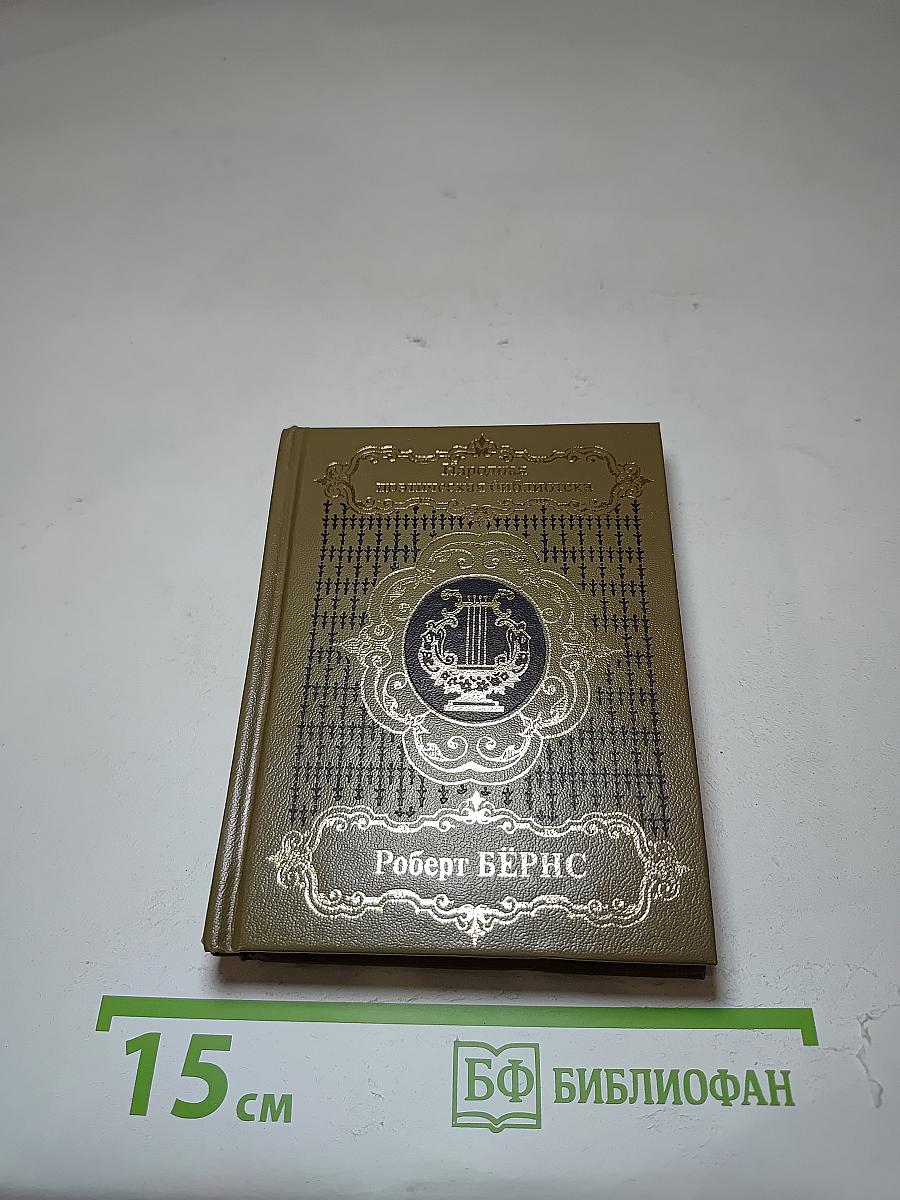 Народная
поэтическая библиотека
Роберт БЁРНС
15 см
БФ БИБЛИОФАН